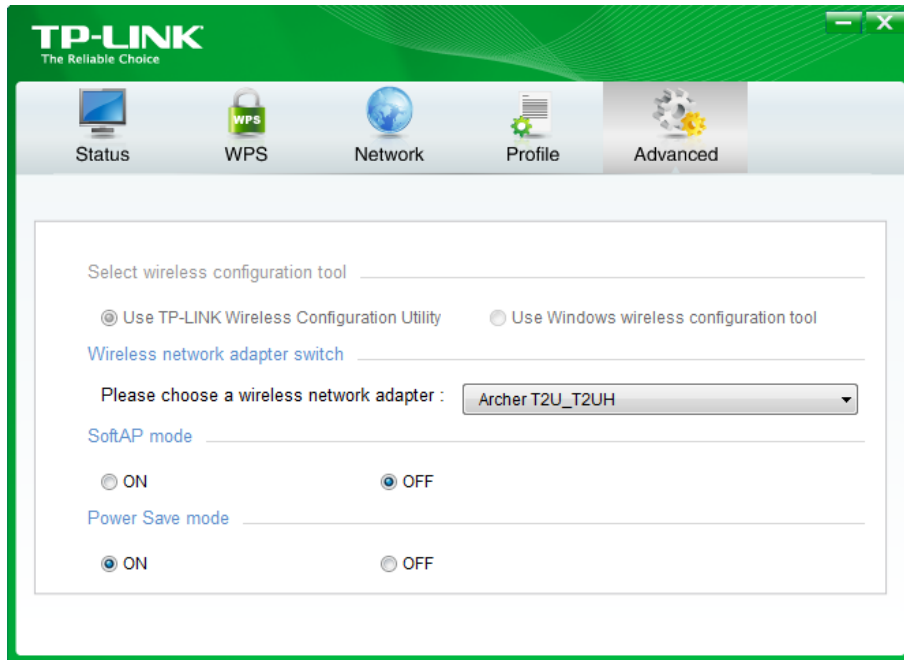 TP-LINK
The Reliable Choice
WPS
Status WPS Network Profile Advanced
Select wireless configuration tool
Use TP-LINK Wireless Configuration Utility Use Windows wireless configuration tool
Wireless network adapter switch
Please choose a wireless network adapter : Archer T2U_T2UH
SoftAP mode
ON OFF
Power Save mode
ON OFF